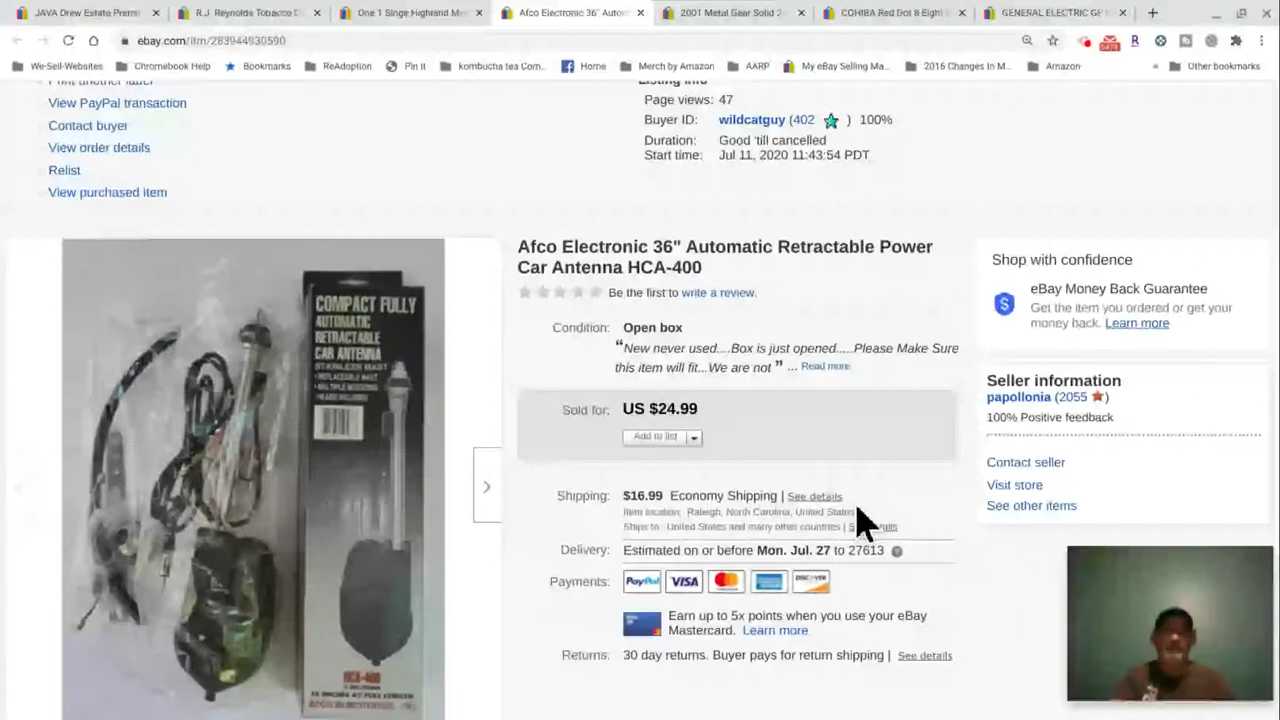 JAVA Drew Estate Premi
R.J. Reynolds Tobacco C
One 1 Singe Highland Me
Afco Electronic 36" Autom
2001 Metal Gear Solid 2
COHIBA Red Dot 8 Eight
GENERAL ELECTRIC GE
ebay.com/itm/283944930590
We-Sell-Websites
Chromebook Help
Bookmarks
ReAdoption
Pin it
kombucha tea Com...
Home
Merch by Amazon
AARP
My eBay Selling Ma...
2016 Changes In M...
Amazon
» Other bookmarks
Print another label
Listing info
View PayPal transaction
Page views: 47
Contact buyer
Buyer ID: wildcatguy (402 ) 100%
View order details
Duration: Good 'till cancelled
Start time: Jul 11, 2020 11:43:54 PDT
Relist
View purchased item
Afco Electronic 36" Automatic Retractable Power
Car Antenna HCA-400
Be the first to write a review.
Condition: Open box
“New never used....Box is just opened.....Please Make Sure
this item will fit...We are not ” ... Read more
Sold for: US $24.99
Add to list
Shipping: $16.99 Economy Shipping | See details
Item location: Raleigh, North Carolina, United States
Ships to: United States and many other countries |
Delivery: Estimated on or before Mon. Jul. 27 to 27613
Payments: PayPal VISA DISCOVER
Earn up to 5x points when you use your eBay
Mastercard. Learn more
Returns: 30 day returns. Buyer pays for return shipping | See details
Shop with confidence
eBay Money Back Guarantee
Get the item you ordered or get your
money back. Learn more
Seller information
papollonia (2055 )
100% Positive feedback
Contact seller
Visit store
See other items
COMPACT FULLY
AUTOMATIC
RETRACTABLE
CAR ANTENNA
HCA-400